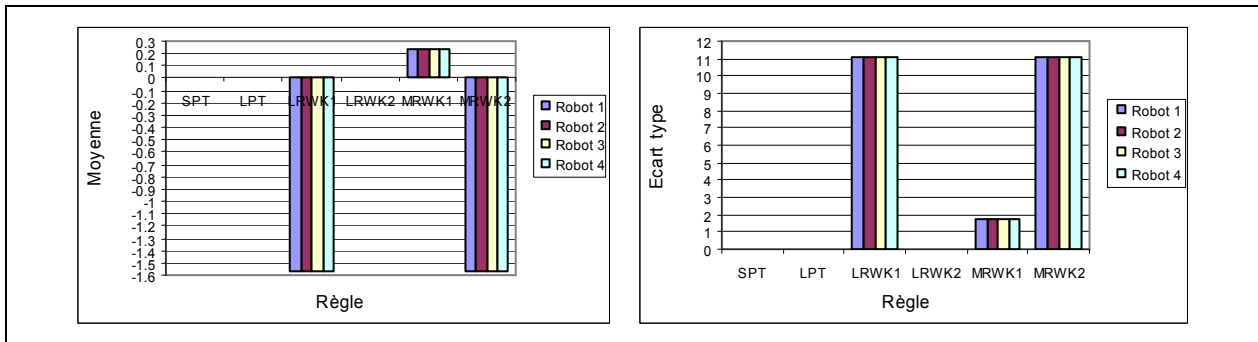 0.3
0.2
0.1
0
-0.1
-0.2
-0.3
-0.4
-0.5
-0.6
-0.7
-0.8
-0.9
-1
-1.1
-1.2
-1.3
-1.4
-1.5
-1.6
Moyenne
SPT LPT LRWK1 LRWK2 MRWK1 MRWK2
Règle
Robot 1
Robot 2
Robot 3
Robot 4
12
11
10
9
8
7
6
5
4
3
2
1
0
Ecart type
SPT LPT LRWK1 LRWK2 MRWK1 MRWK2
Règle
Robot 1
Robot 2
Robot 3
Robot 4